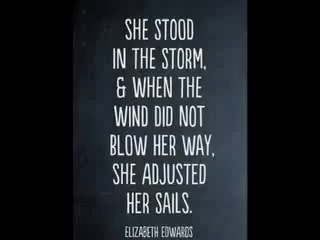 SHE STOOD
IN THE STORM,
& WHEN THE
WIND DID NOT
BLOW HER WAY,
SHE ADJUSTED
HER SAILS.
ELIZABETH EDWARDS